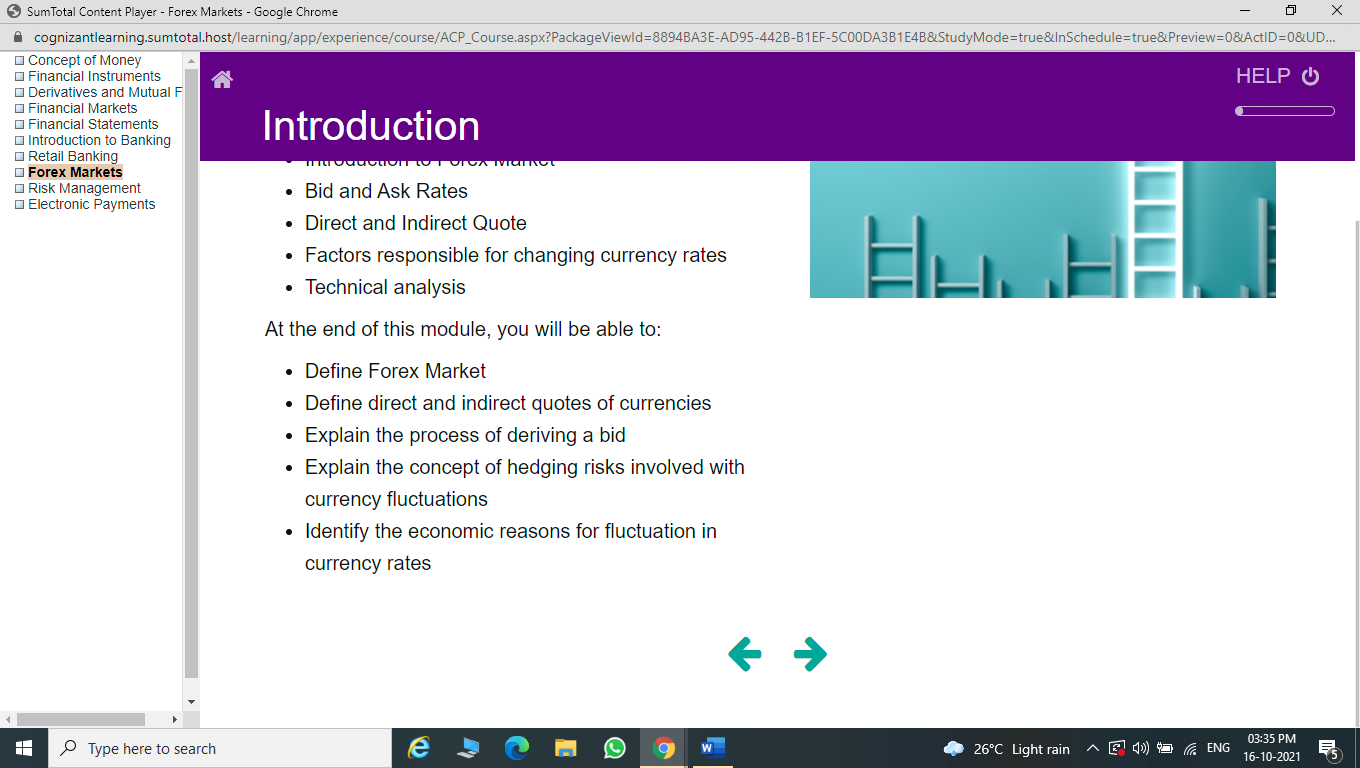 SumTotal Content Player - Forex Markets - Google Chrome
cognizantlearning.sumtotal.host/learning/app/experience/course/ACP_Course.aspx?PackageViewId=8894BA3E-AD95-442B-B1EF-5C00DA3B1E4B&StudyMode=true&InSchedule=true&Preview=0&ActID=0&UD...
Concept of Money
Financial Instruments
Derivatives and Mutual F
Financial Markets
Financial Statements
Introduction to Banking
Retail Banking
Forex Markets
Risk Management
Electronic Payments
HELP
Introduction
Introduction to Forex Market
Bid and Ask Rates
Direct and Indirect Quote
Factors responsible for changing currency rates
Technical analysis
At the end of this module, you will be able to:
Define Forex Market
Define direct and indirect quotes of currencies
Explain the process of deriving a bid
Explain the concept of hedging risks involved with
currency fluctuations
Identify the economic reasons for fluctuation in
currency rates
Type here to search
26°C Light rain
ENG
03:35 PM
16-10-2021
5